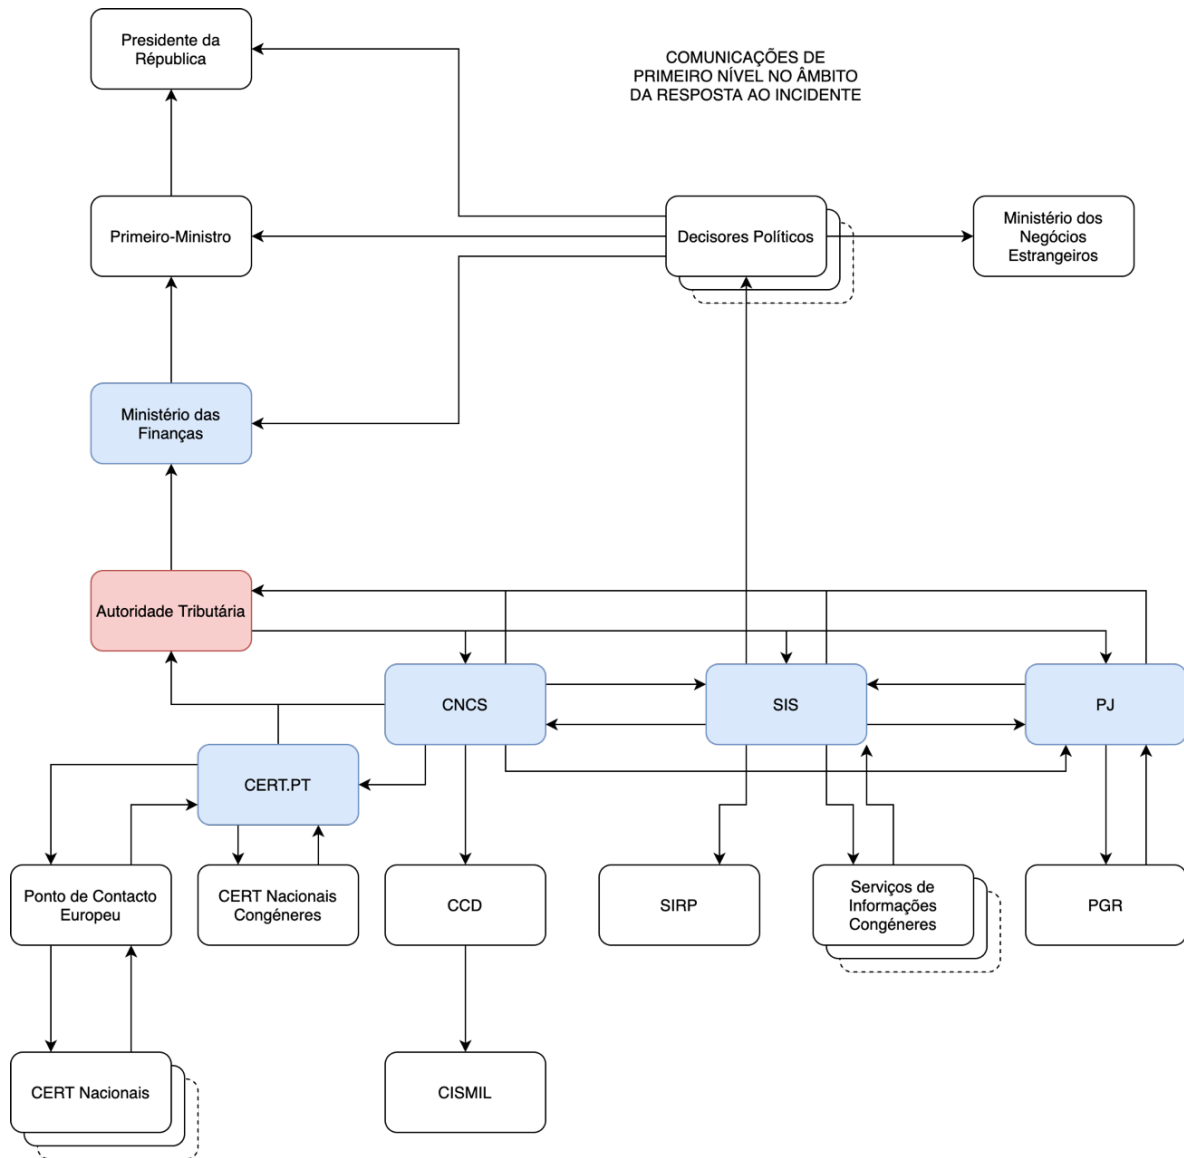 Presidente da
Républica
COMUNICAÇÕES DE
PRIMEIRO NÍVEL NO ÂMBITO
DA RESPOSTA AO INCIDENTE
Primeiro-Ministro
Decisores Políticos
Ministério dos
Negócios
Estrangeiros
Ministério das
Finanças
Autoridade Tributária
CNCS
SIS
PJ
CERT.PT
Ponto de Contacto
Europeu
CERT Nacionais
Congéneres
CCD
SIRP
Serviços de
Informações
Congéneres
PGR
CERT Nacionais
CISMIL